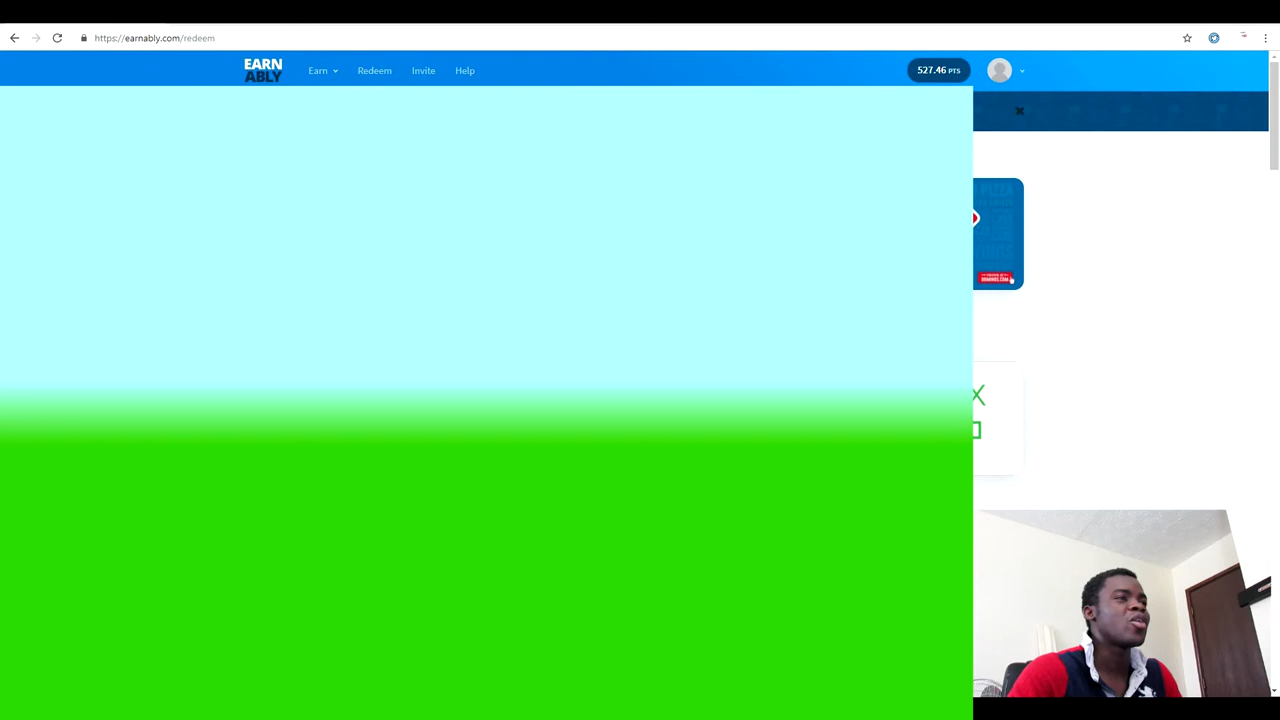 https://earnably.com/redeem
EARN
ABLY
Earn
Redeem
Invite
Help
527.46 PTS